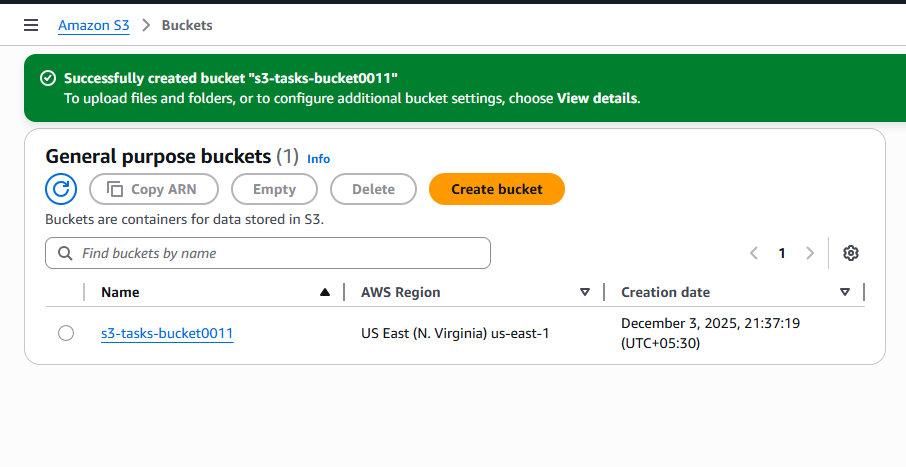 Amazon S3 > Buckets
Successfully created bucket "s3-tasks-bucket0011"
To upload files and folders, or to configure additional bucket settings, choose View details.
General purpose buckets (1) Info
Copy ARN Empty Delete Create bucket
Buckets are containers for data stored in S3.
Find buckets by name
1
Name AWS Region Creation date
s3-tasks-bucket0011 US East (N. Virginia) us-east-1 December 3, 2025, 21:37:19
(UTC+05:30)